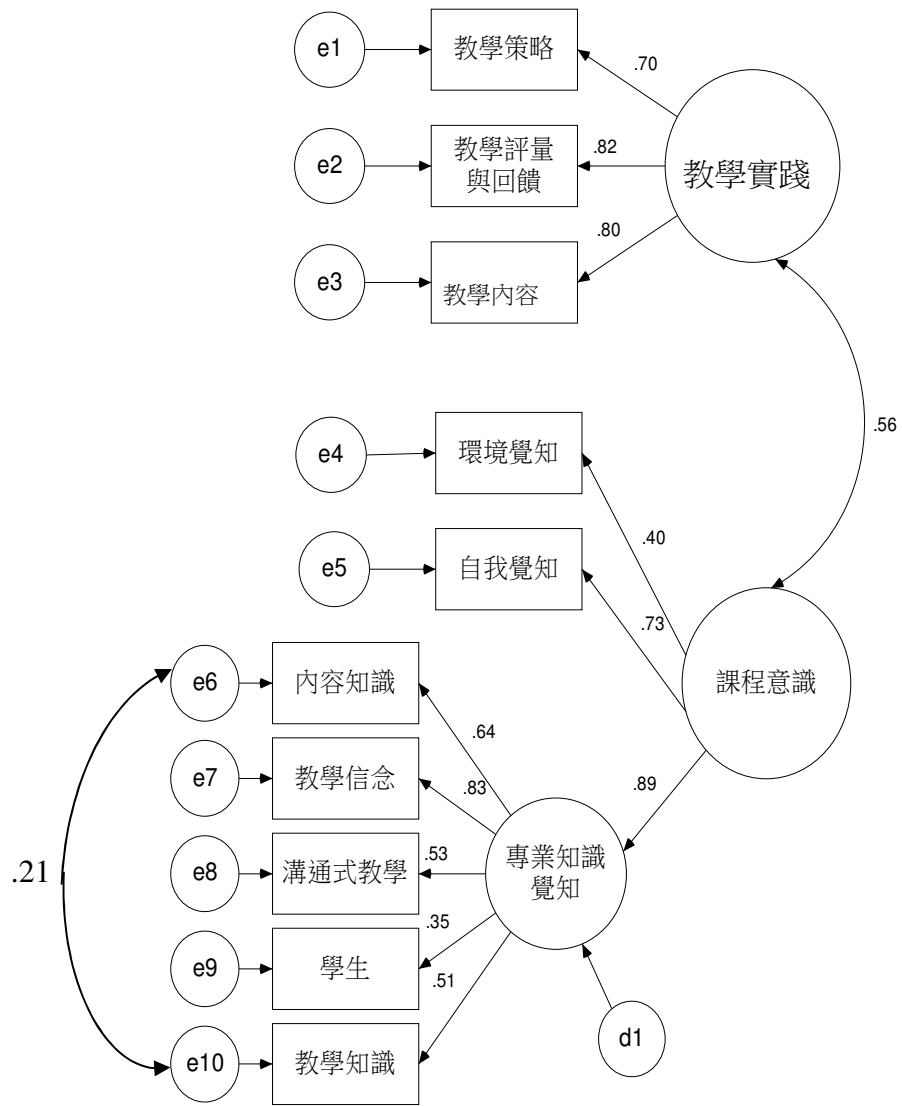 e1
教學策略
.70
e2
教學評量
與回饋
.82
教學實踐
.80
e3
教學內容
.56
e4
環境覺知
.40
e5
自我覺知
.73
e6
內容知識
課程意識
.64
e7
教學信念
.83
.89
.21
e8
溝通式教學
.53
專業知識
覺知
.35
e9
學生
.51
d1
e10
教學知識